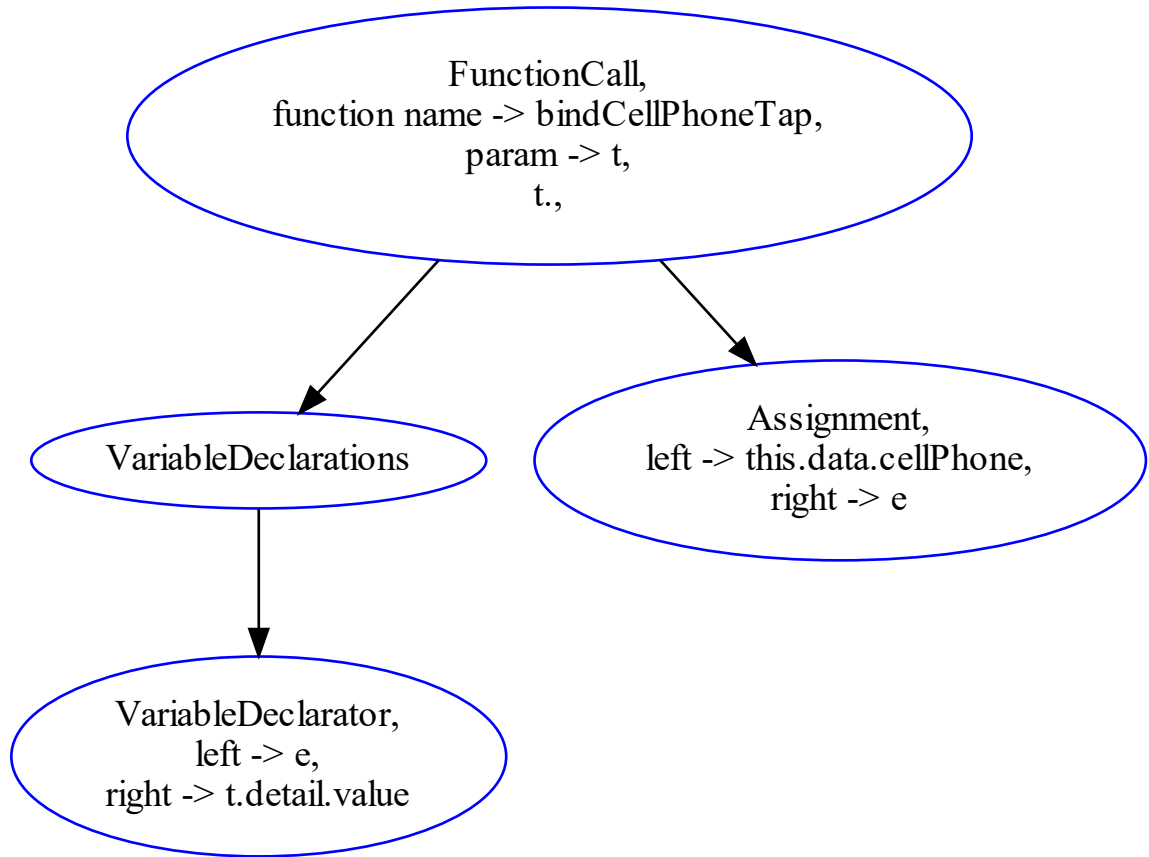 FunctionCall,
function name -> bindCellPhoneTap,
param -> t,
t.,
VariableDeclarations
Assignment,
left -> this.data.cellPhone,
right -> e
VariableDeclarator,
left -> e,
right -> t.detail.value